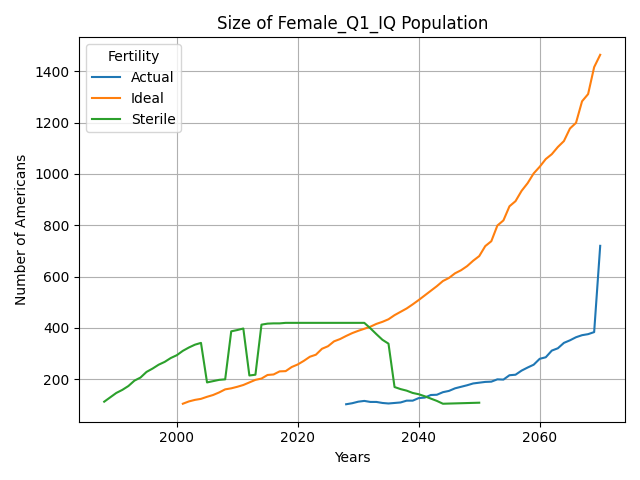 Size of Female_Q1_IQ Population
Fertility
Actual
Ideal
Sterile
Number of Americans
1400
1200
1000
800
600
400
200
2000
2020
2040
2060
Years